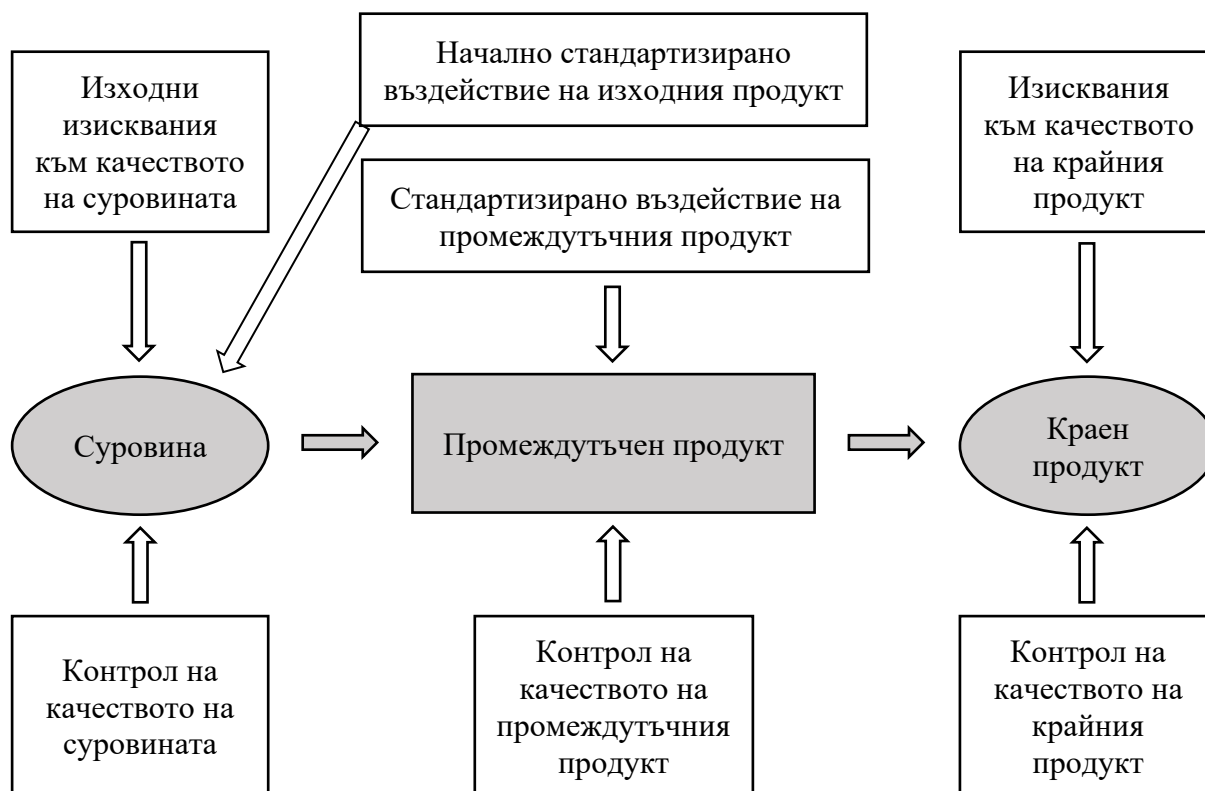 Изходни
изисквания
към качеството
на суровината
Начално стандартизирано
въздействие на изходния продукт
Стандартизирано въздействие на
промеждутъчния продукт
Изисквания
към качеството
на крайния
продукт
Суровина
Промеждутъчен продукт
Краен
продукт
Контрол на
качеството на
суровината
Контрол на
качеството на
промеждутъчния
продукт
Контрол на
качеството на
крайния
продукт